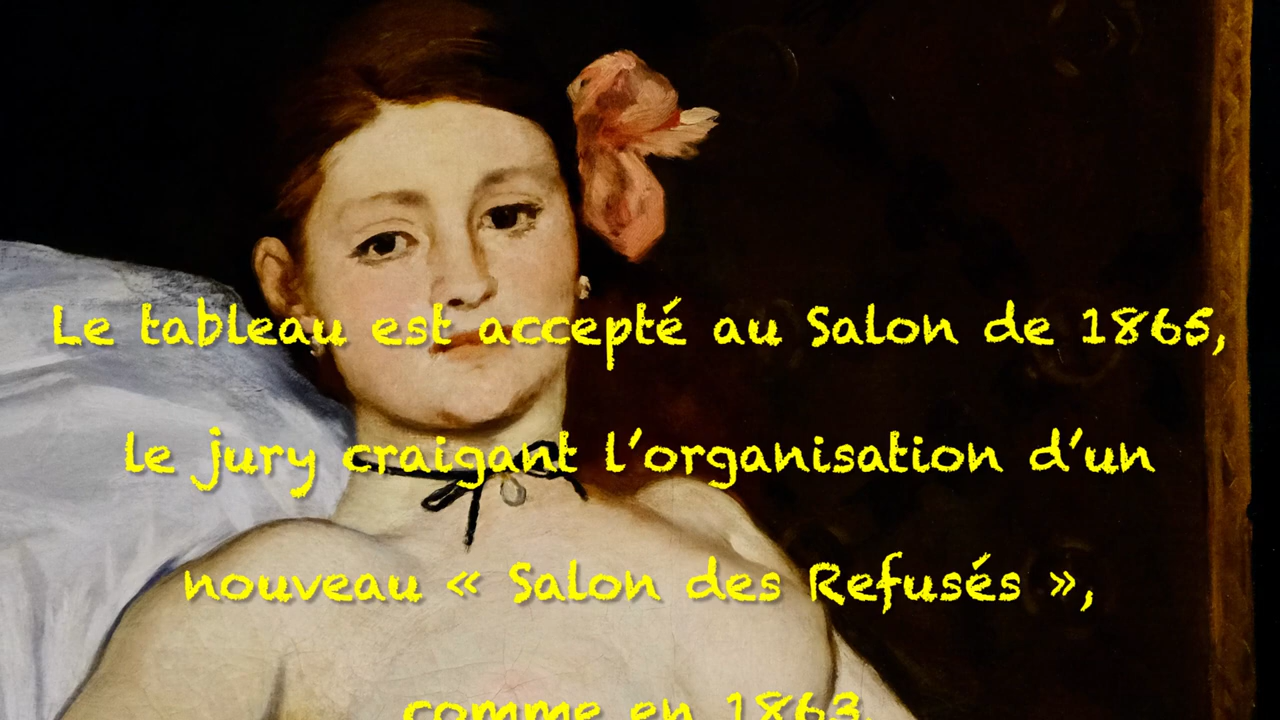 Le tableau est accepté au Salon de 1865,
le jury craigant l’organisation d’un
nouveau « Salon des Refusés »,
comme en 1863.